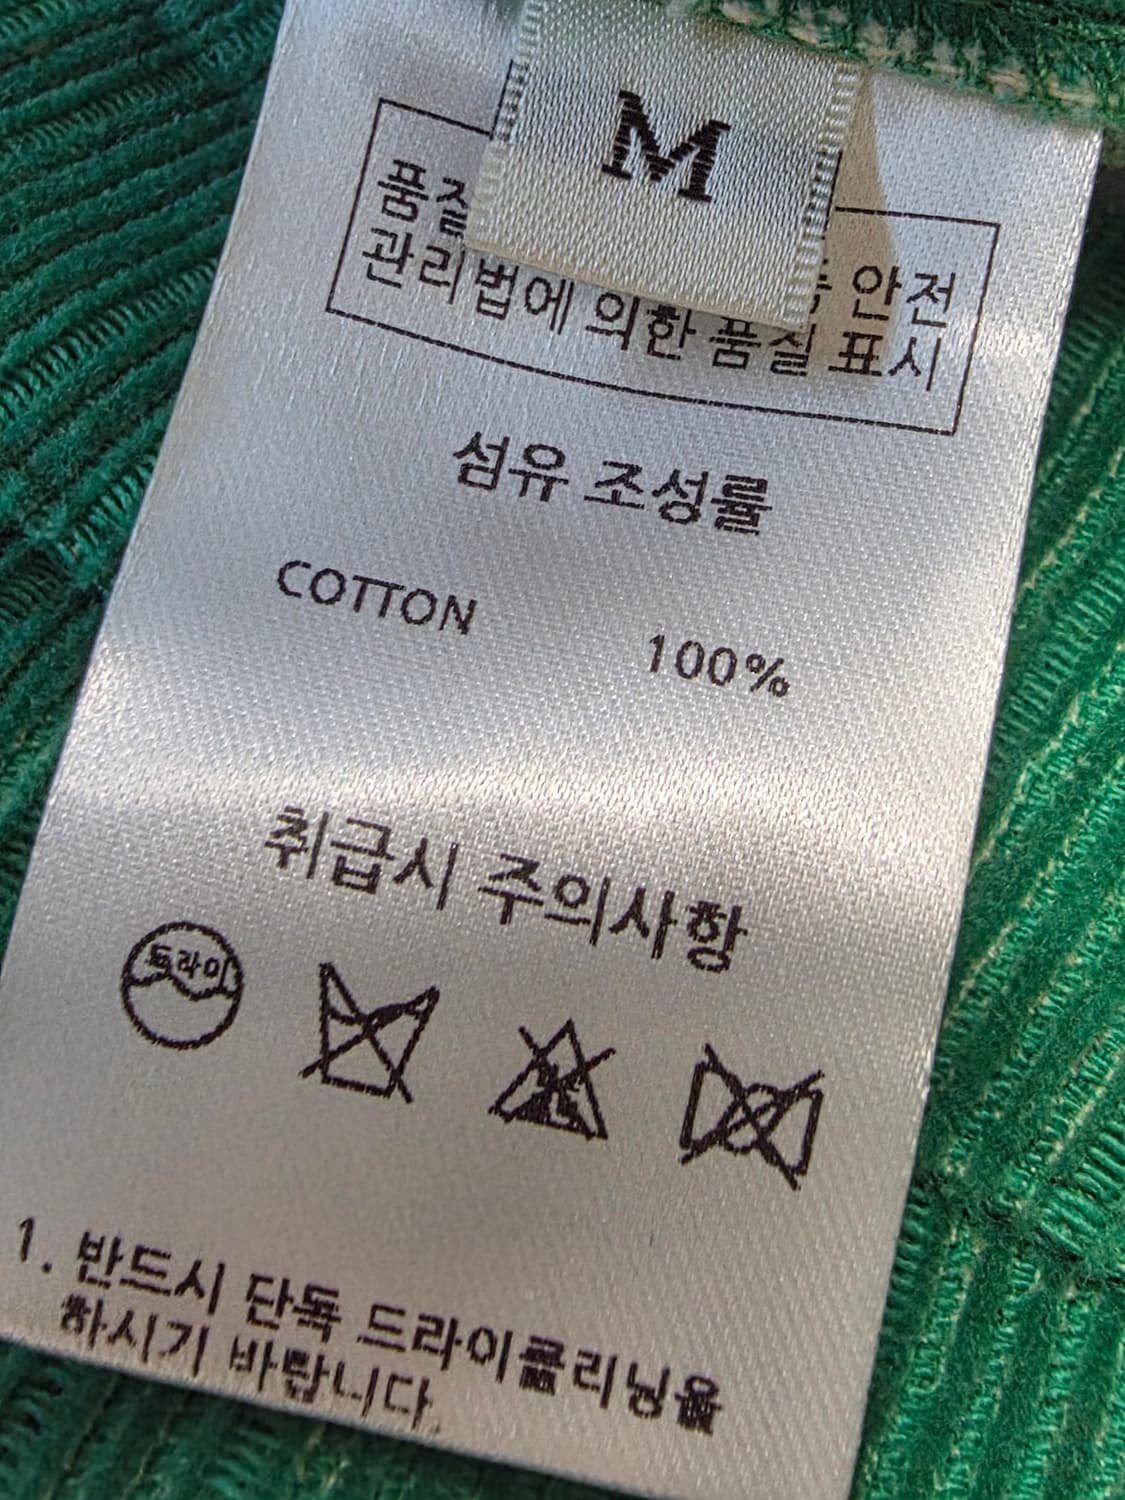 M
안전
관리법에 의한 품질 표시
섬유 조성률
COTTON 100%
취급시 주의사항
드라이
1. 반드시 단독 드라이클리닝을
하시기 바랍니다.